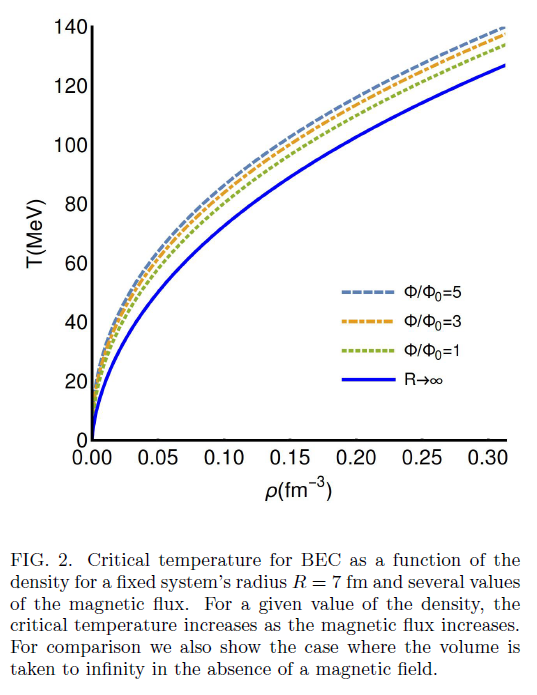 140
120
100
80
60
40
20
0
T(MeV)
Φ/Φ₀=5
Φ/Φ₀=3
Φ/Φ₀=1
R→∞
0.00 0.05 0.10 0.15 0.20 0.25 0.30
ρ(fm⁻³)
FIG. 2. Critical temperature for BEC as a function of the
density for a fixed system's radius R = 7 fm and several values
of the magnetic flux. For a given value of the density, the
critical temperature increases as the magnetic flux increases.
For comparison we also show the case where the volume is
taken to infinity in the absence of a magnetic field.